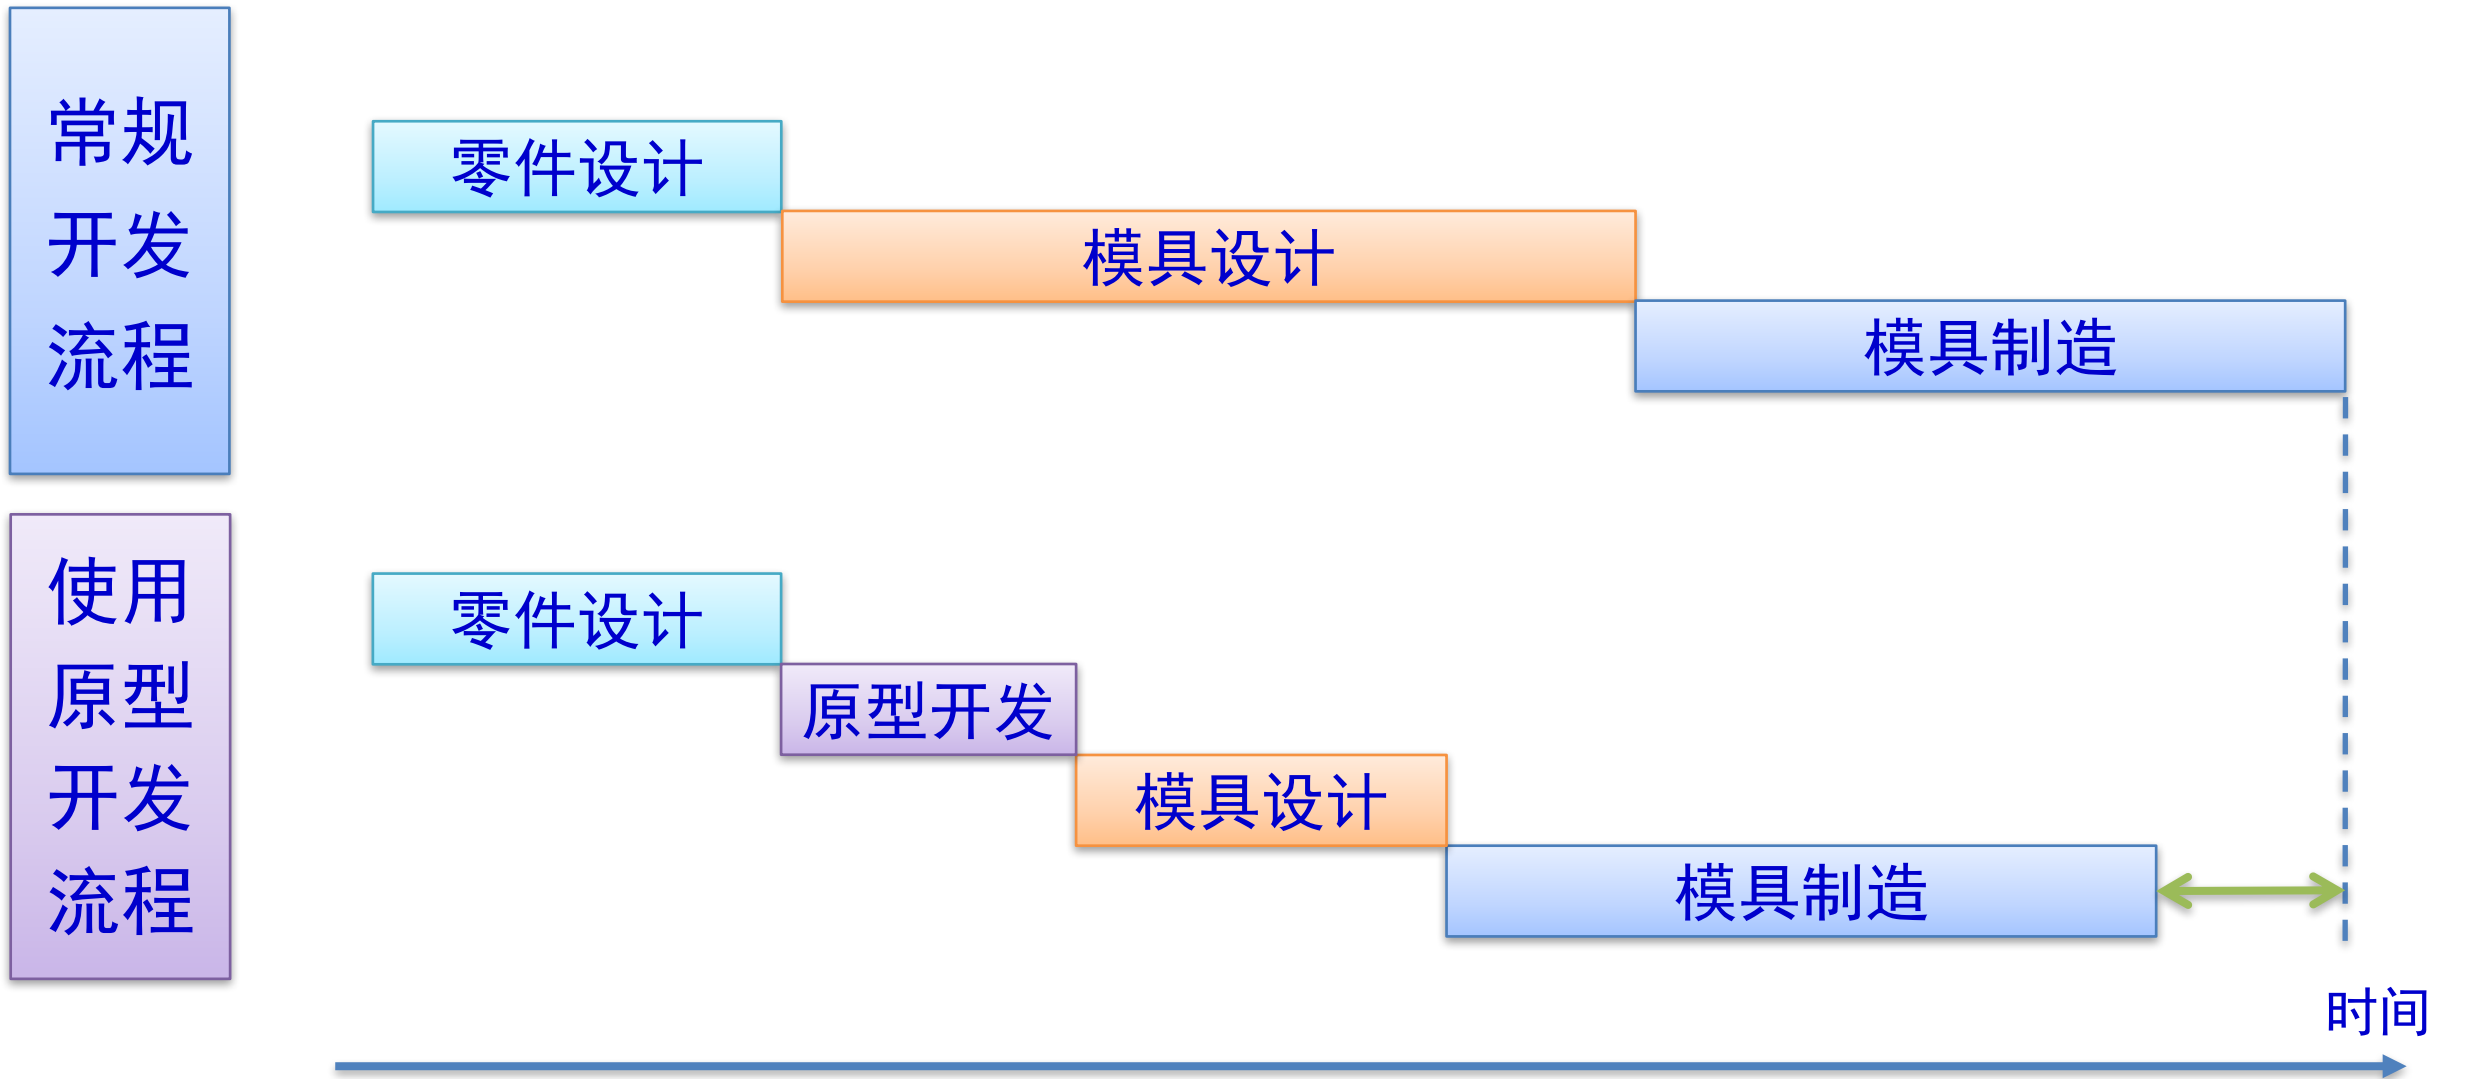 常规
开发
流程
零件设计
模具设计
模具制造
使用
原型
开发
流程
零件设计
原型开发
模具设计
模具制造
时间